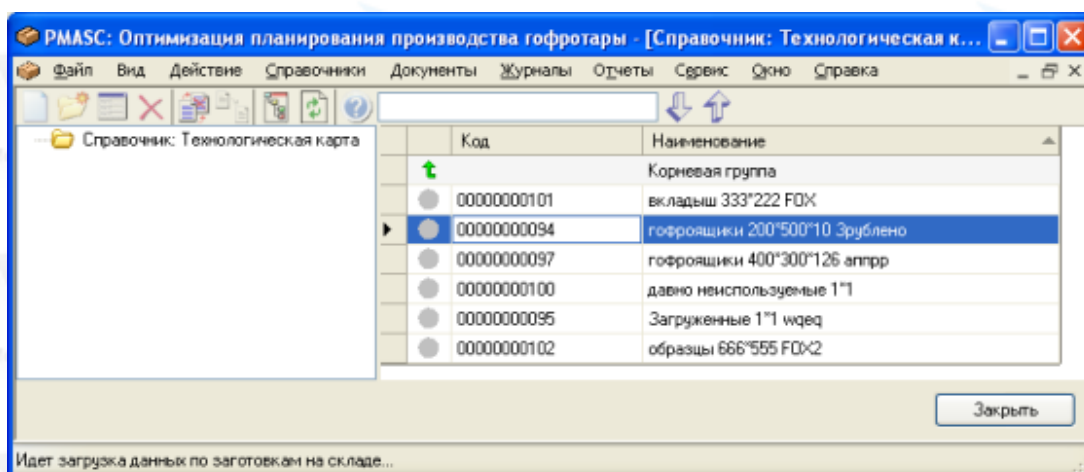 PMASC: Оптимизация планирования производства гофротары - [Справочник: Технологическая к...
Файл Вид Действие Справочники Документы Журналы Отчеты Сервис Окно Справка
Справочник: Технологическая карта
Код Наименование
Корневая группа
00000000101 вкладыш 333*222 FOX
00000000094 гофроящики 200*500*10 Зрублено
00000000097 гофроящики 400*300*126 аппрр
00000000100 давно неиспользуемые 1*1
00000000095 Загруженные 1*1 wqeq
00000000102 образцы 666*555 FOX2
Закрыть
Идет загрузка данных по заготовкам на складе...